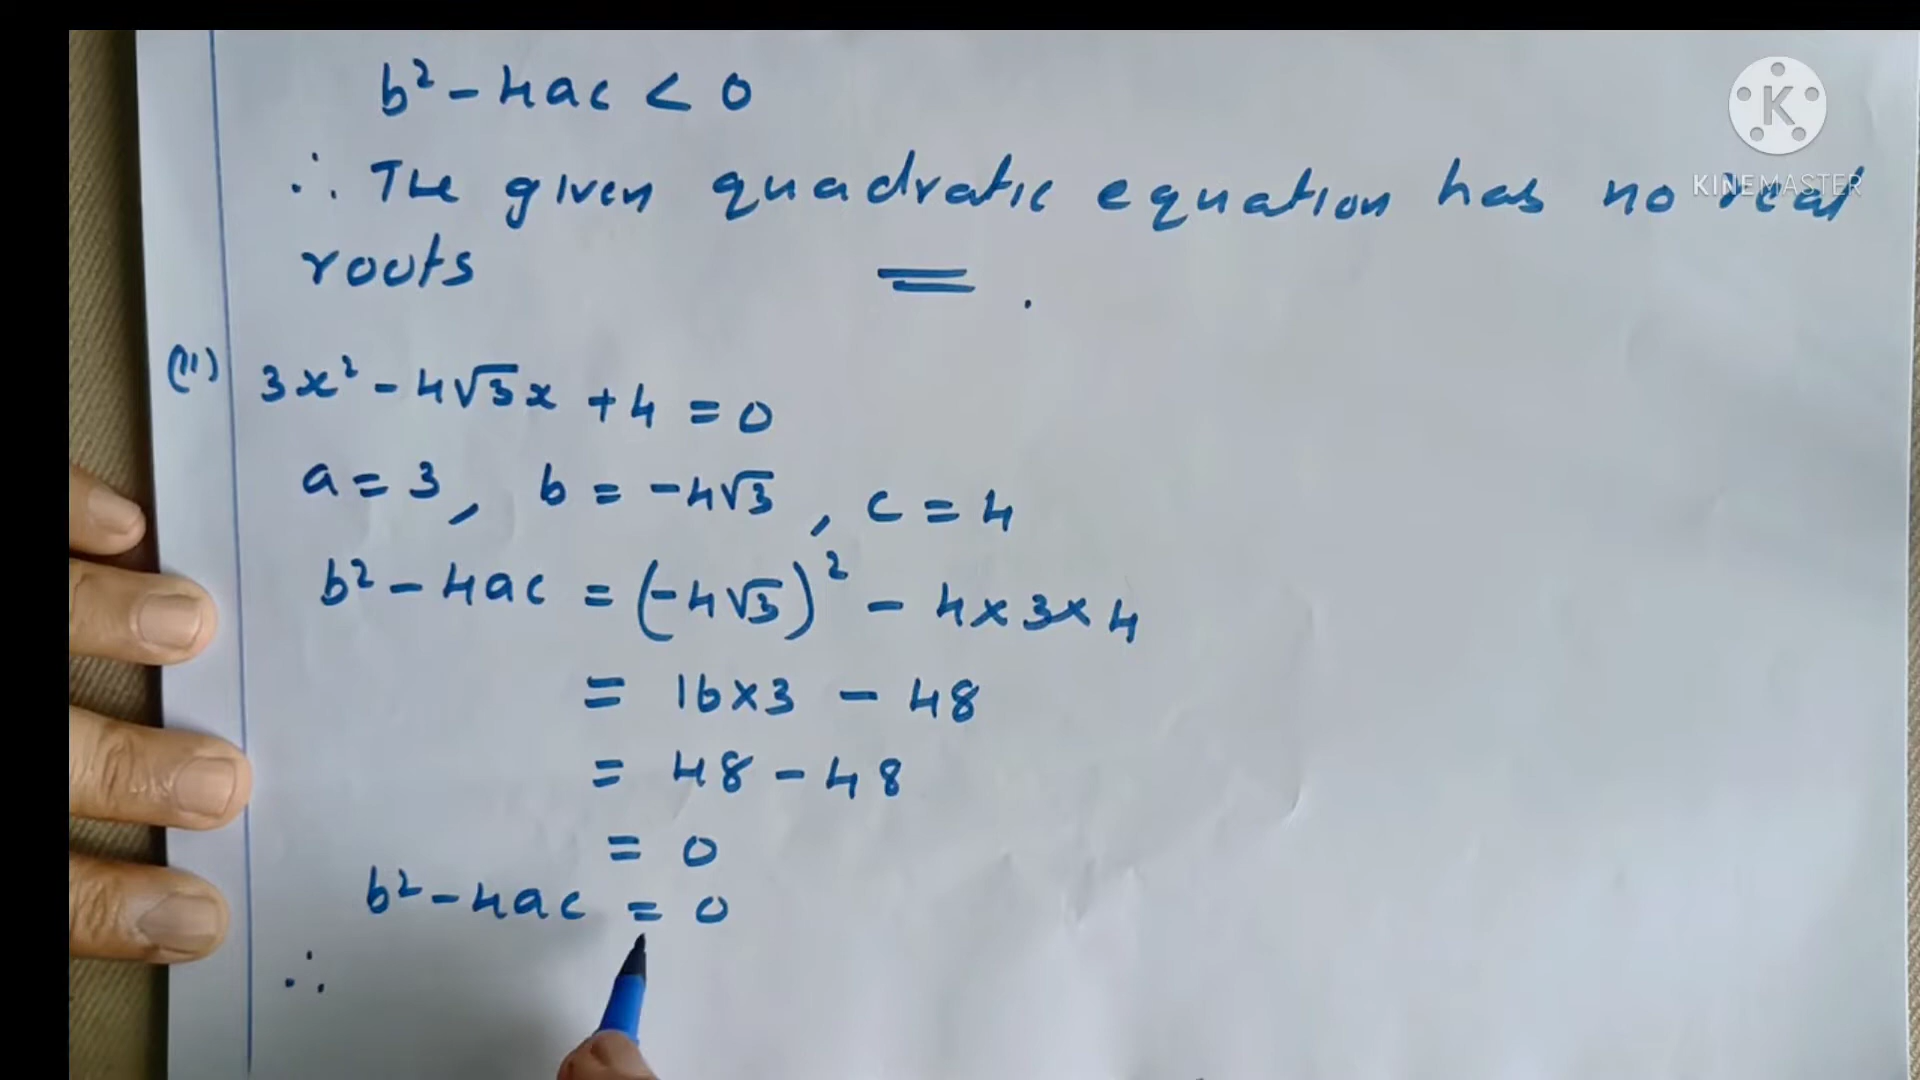 b² - 4ac < 0
∴ The given quadratic equation has no real
roots
(ii) 3x² - 4√3x + 4 = 0
a = 3, b = -4√3, c = 4
b² - 4ac = (-4√3)² - 4×3×4
= 16×3 - 48
= 48 - 48
= 0
b² - 4ac = 0
∴
K
KINEMASTER